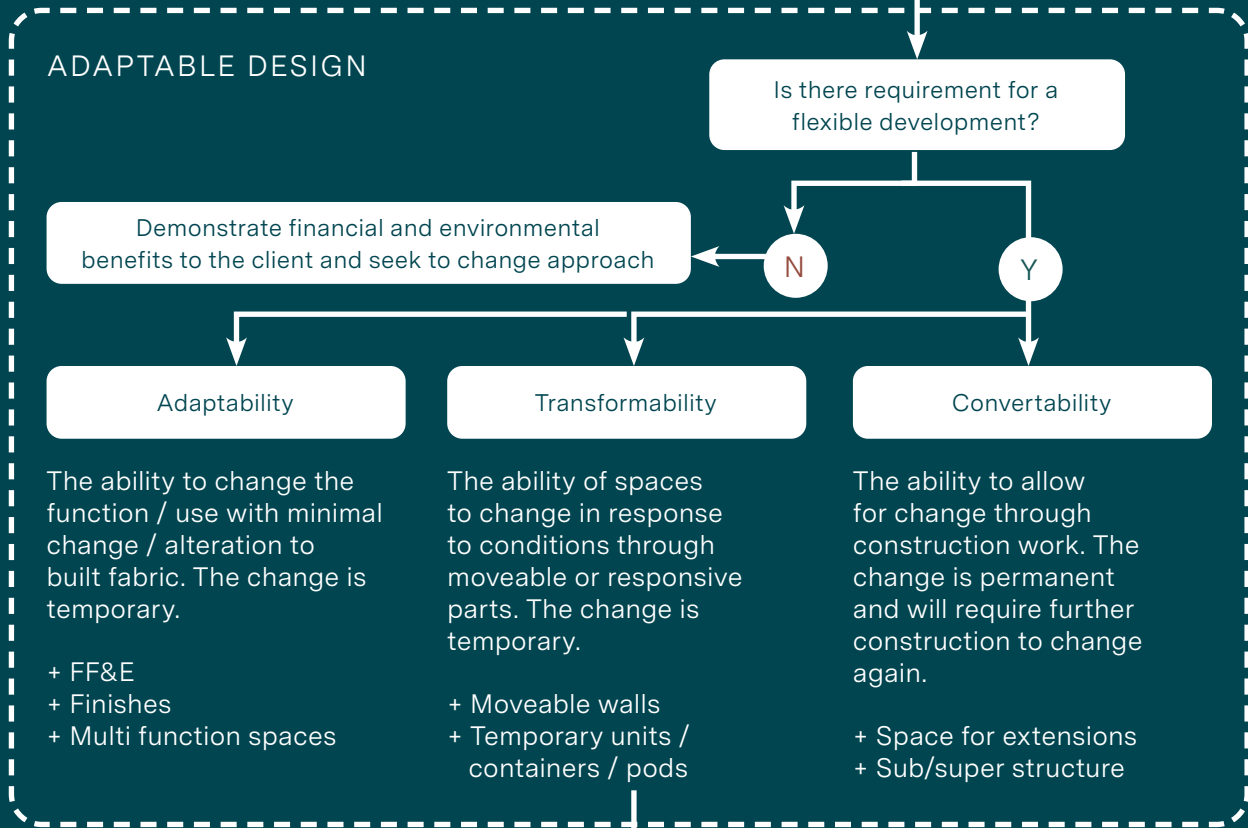 ADAPTABLE DESIGN
Is there requirement for a
flexible development?
Demonstrate financial and environmental
benefits to the client and seek to change approach
N
Y
Adaptability
The ability to change the
function / use with minimal
change / alteration to
built fabric. The change is
temporary.
+ FF&E
+ Finishes
+ Multi function spaces
Transformability
The ability of spaces
to change in response
to conditions through
moveable or responsive
parts. The change is
temporary.
+ Moveable walls
+ Temporary units /
containers / pods
Convertability
The ability to allow
for change through
construction work. The
change is permanent
and will require further
construction to change
again.
+ Space for extensions
+ Sub/super structure